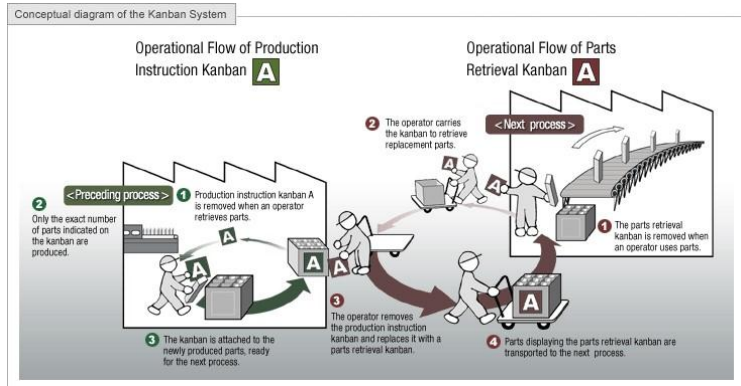 Conceptual diagram of the Kanban System
Operational Flow of Production
Instruction Kanban A
Operational Flow of Parts
Retrieval Kanban A
<Preceding process>
1 Production instruction kanban A
is removed when an operator
retrieves parts.
2
Only the exact number
of parts indicated on
the kanban are
produced.
A
A
A
A
3 The kanban is attached to the
newly produced parts, ready
for the next process.
2 The operator carries
the kanban to retrieve
replacement parts.
A
<Next process>
A
1 The parts retrieval
kanban is removed when
an operator uses parts.
3
The operator removes
the production instruction
kanban and replaces it with a
parts retrieval kanban.
A
4 Parts displaying the parts retrieval kanban are
transported to the next process.